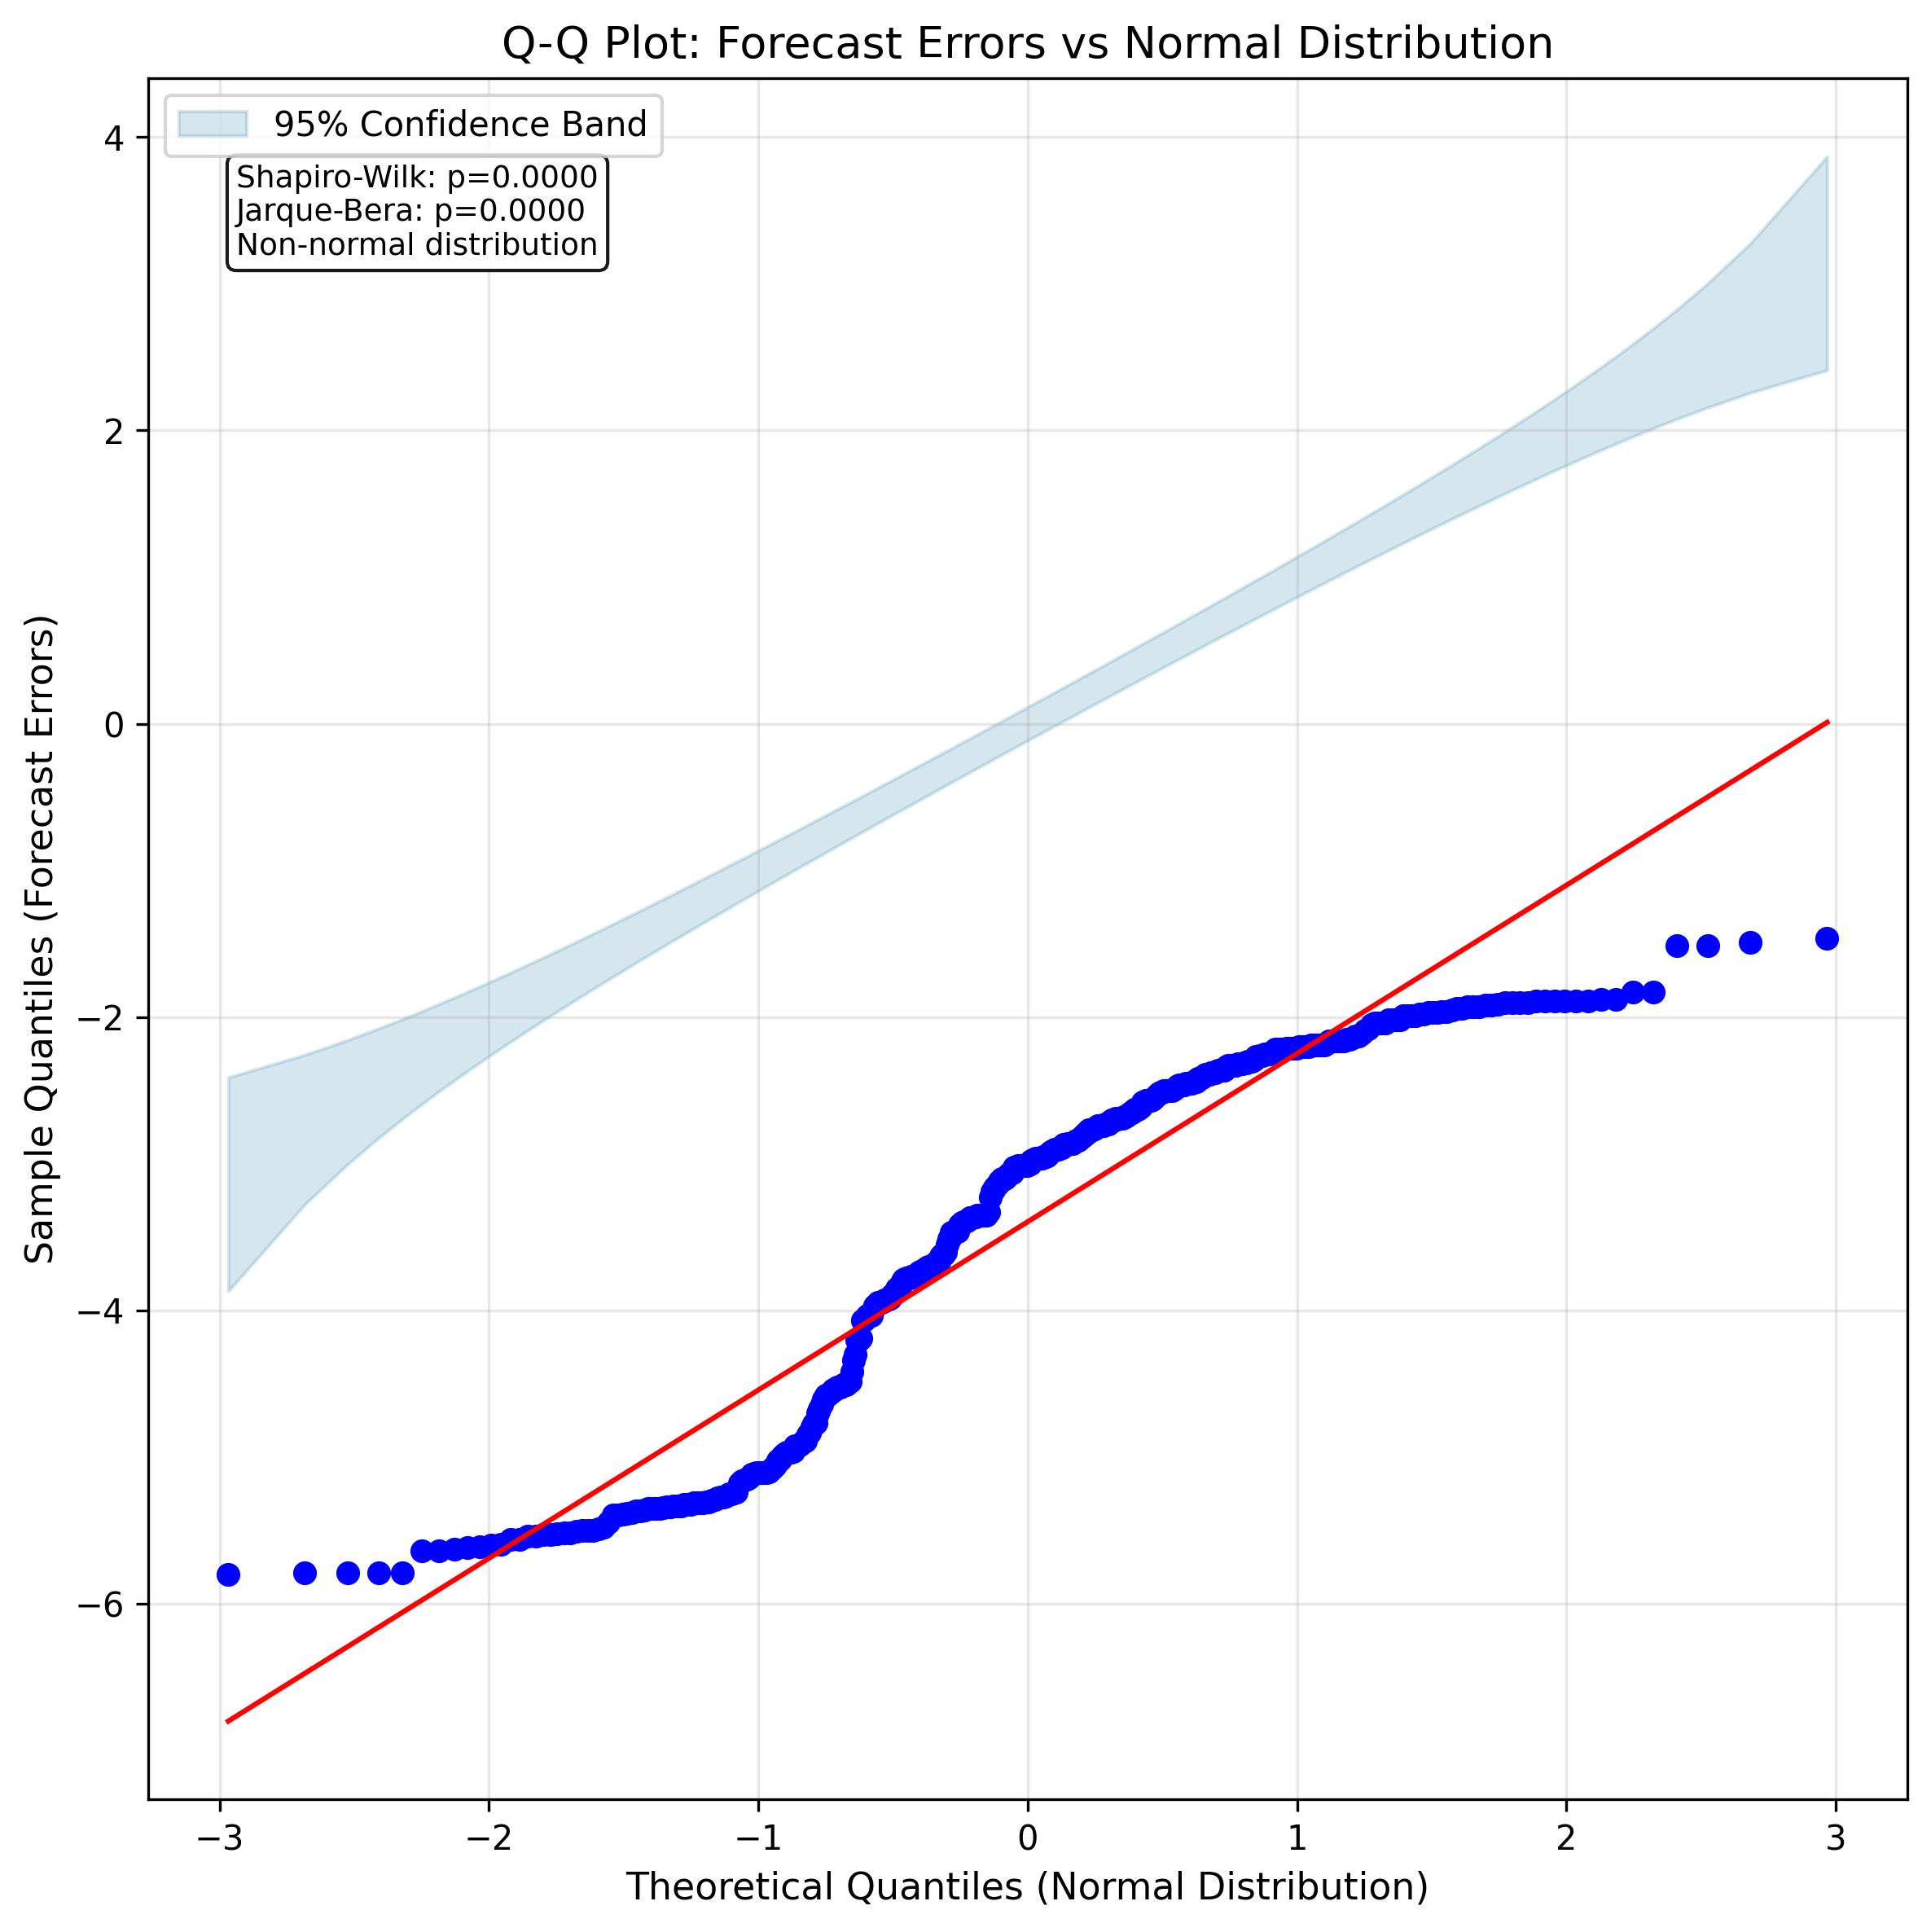 Q-Q Plot: Forecast Errors vs Normal Distribution
95% Confidence Band
Shapiro-Wilk: p=0.0000
Jarque-Bera: p=0.0000
Non-normal distribution
Sample Quantiles (Forecast Errors)
4
2
0
−2
−4
−6
−3
−2
−1
0
1
2
3
Theoretical Quantiles (Normal Distribution)